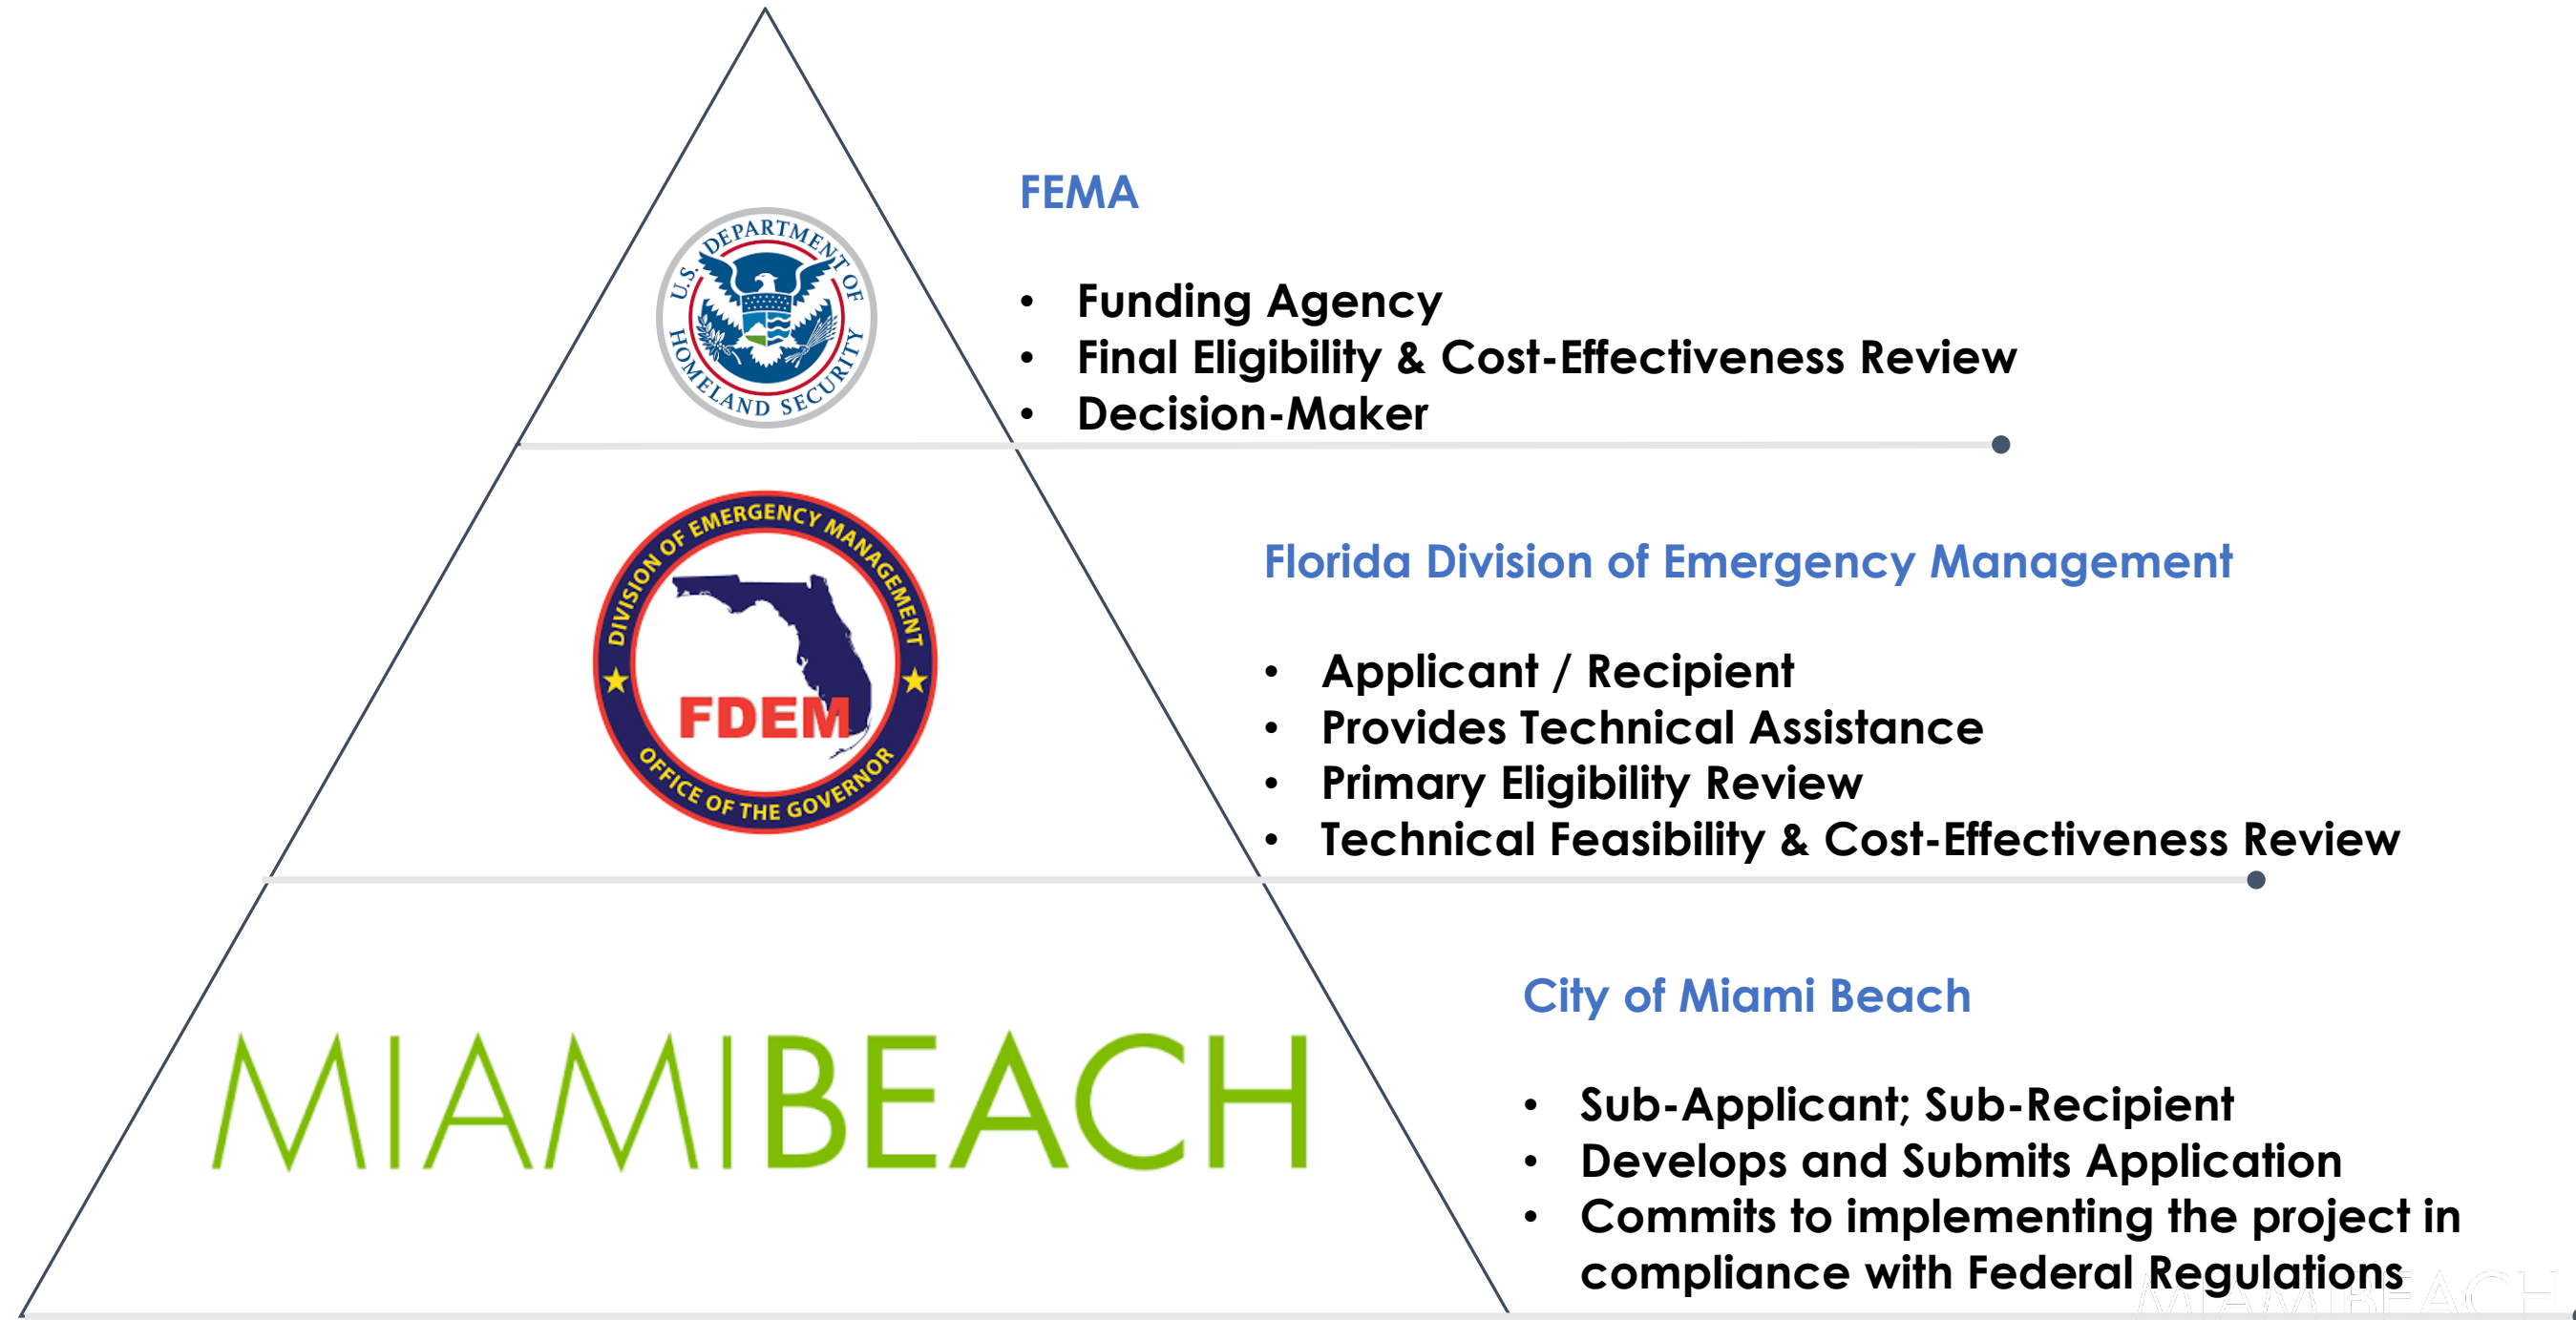 FEMA
• Funding Agency
• Final Eligibility & Cost-Effectiveness Review
• Decision-Maker
U.S. DEPARTMENT OF
HOMELAND SECURITY
Florida Division of Emergency Management
• Applicant / Recipient
• Provides Technical Assistance
• Primary Eligibility Review
• Technical Feasibility & Cost-Effectiveness Review
DIVISION OF EMERGENCY MANAGEMENT
FDEM
OFFICE OF THE GOVERNOR
City of Miami Beach
• Sub-Applicant; Sub-Recipient
• Develops and Submits Application
• Commits to implementing the project in
compliance with Federal Regulations
MIAMIBEACH
MIAMIBEACH